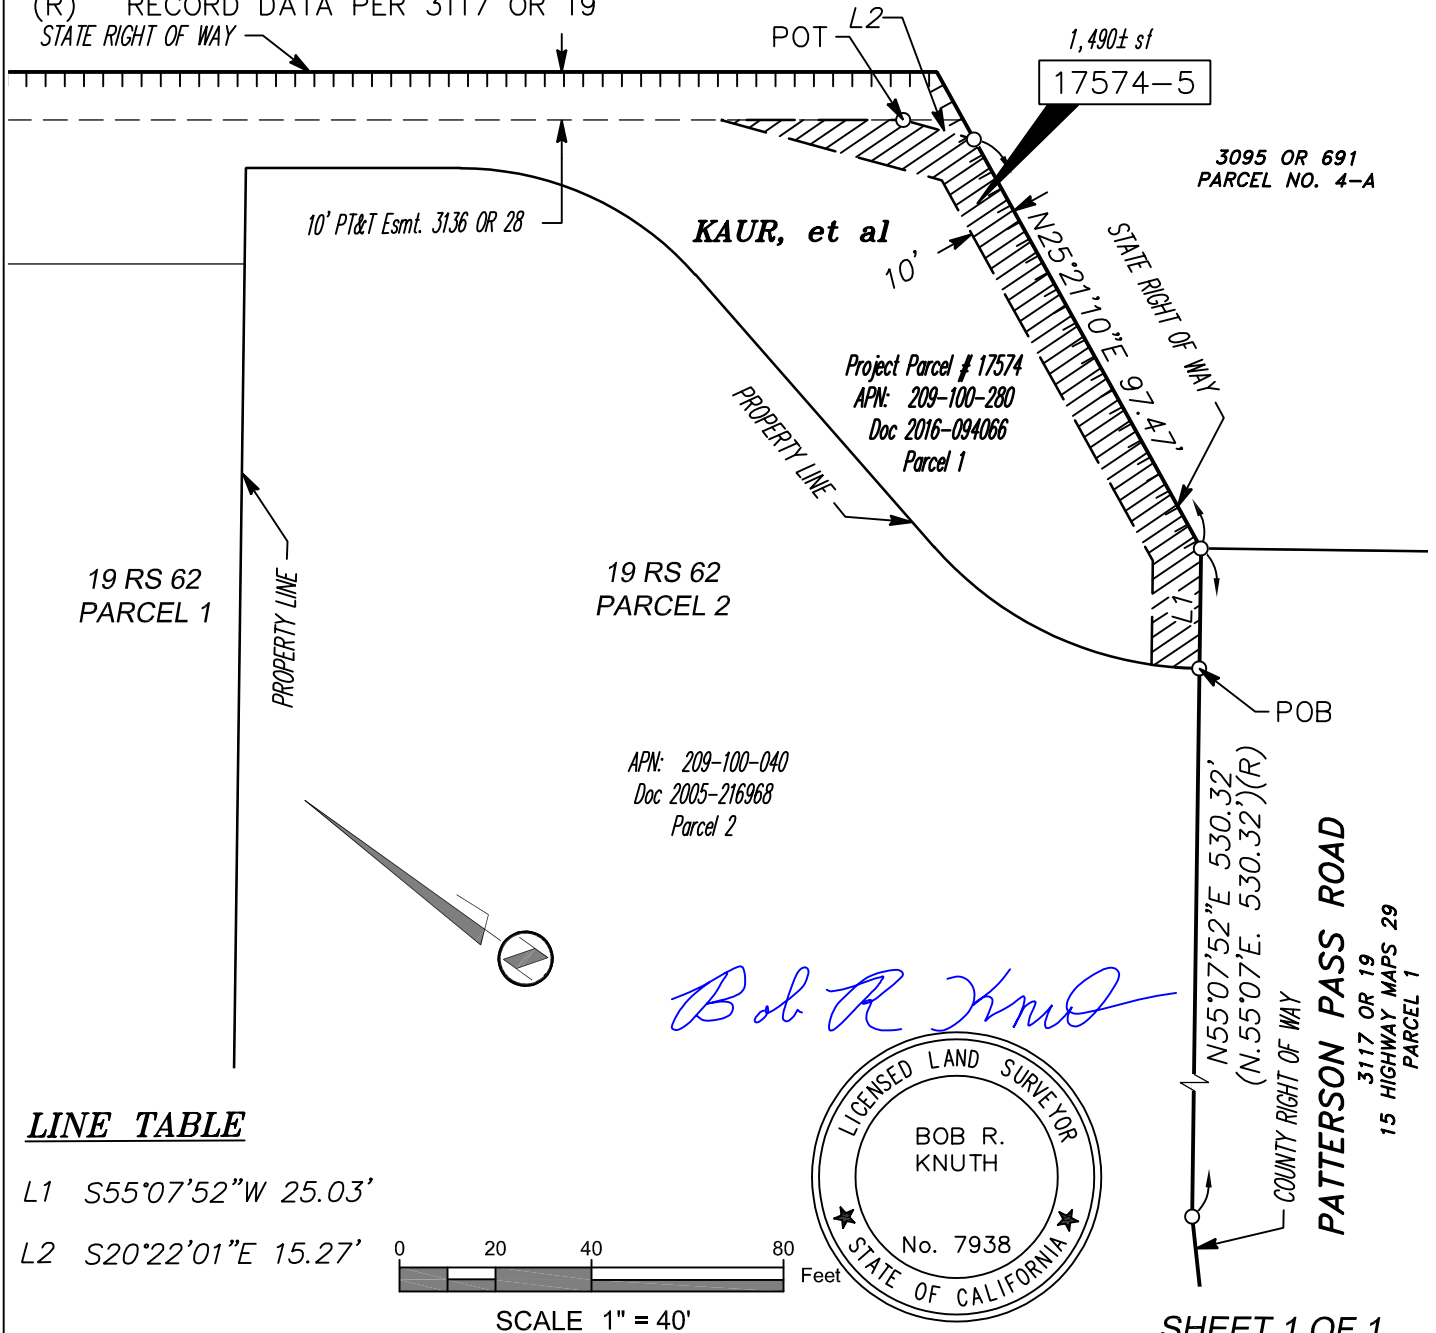 (R) RECORD DATA PER 3117 OR 19
STATE RIGHT OF WAY
POT
L2
1,490± sf
17574-5
3095 OR 691
PARCEL NO. 4-A
10' PT&T Esmt. 3136 OR 28
KAUR, et al
10'
N25°21'10"E 97.47'
STATE RIGHT OF WAY
Project Parcel # 17574
APN: 209-100-280
Doc 2016-094066
Parcel 1
PROPERTY LINE
19 RS 62
PARCEL 1
PROPERTY LINE
19 RS 62
PARCEL 2
L1
POB
APN: 209-100-040
Doc 2005-216968
Parcel 2
N55°07'52"E 530.32'
(N.55°07'E. 530.32')(R)
COUNTY RIGHT OF WAY
PATTERSON PASS ROAD
3117 OR 19
15 HIGHWAY MAPS 29
PARCEL 1
Bob R Knuth
LICENSED LAND SURVEYOR
BOB R.
KNUTH
No. 7938
STATE OF CALIFORNIA
LINE TABLE
L1 S55°07'52"W 25.03'
L2 S20°22'01"E 15.27'
0 20 40 80
Feet
SCALE 1" = 40'
SHEET 1 OF 1